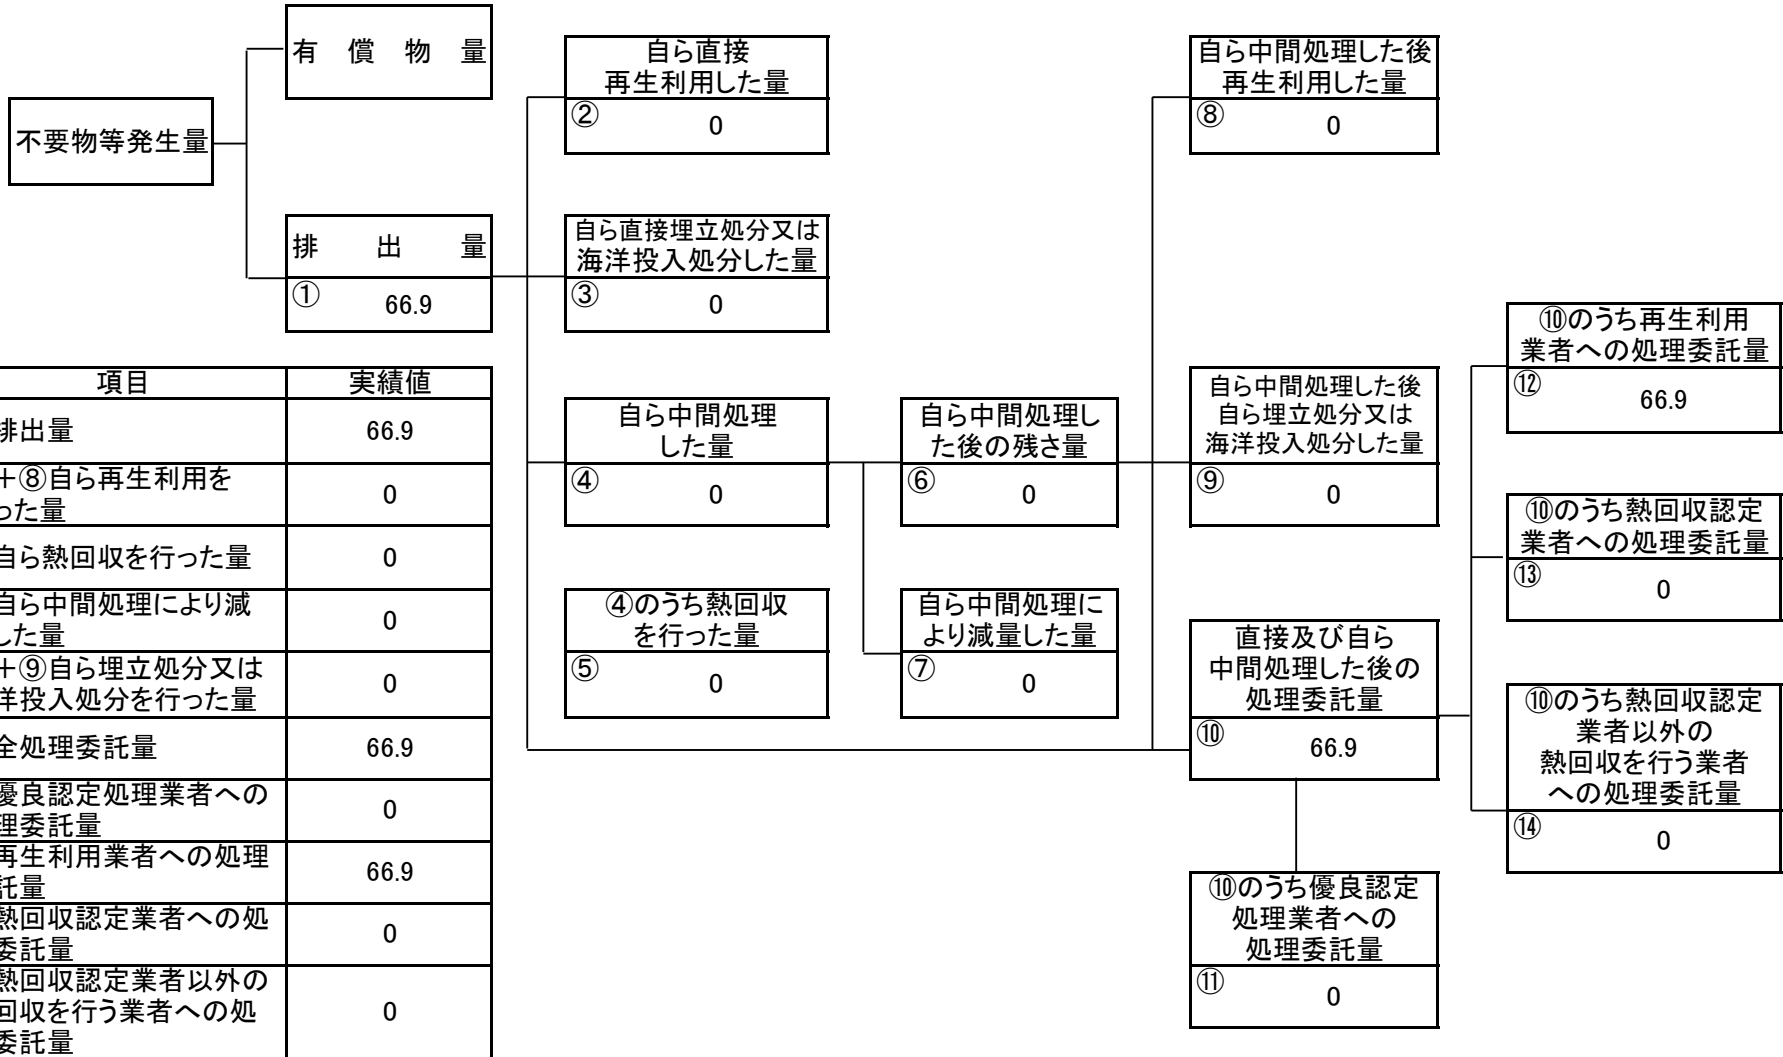 有 償 物 量
不要物等発生量
排 出 量
① 66.9
自ら直接
再生利用した量
② 0
自ら直接埋立処分又は
海洋投入処分した量
③ 0
自ら中間処理
した量
④ 0
④のうち熱回収
を行った量
⑤ 0
自ら中間処理し
た後の残さ量
⑥ 0
自ら中間処理に
より減量した量
⑦ 0
自ら中間処理した後
再生利用した量
⑧ 0
自ら中間処理した後
自ら埋立処分又は
海洋投入処分した量
⑨ 0
直接及び自ら
中間処理した後の
処理委託量
⑩ 66.9
⑩のうち優良認定
処理業者への
処理委託量
⑪ 0
⑩のうち再生利用
業者への処理委託量
⑫ 66.9
⑩のうち熱回収認定
業者への処理委託量
⑬ 0
⑩のうち熱回収認定
業者以外の
熱回収を行う業者
への処理委託量
⑭ 0
項目 実績値
排出量 66.9
＋⑧自ら再生利用を
った量 0
自ら熱回収を行った量 0
自ら中間処理により減
した量 0
＋⑨自ら埋立処分又は
洋投入処分を行った量 0
全処理委託量 66.9
優良認定処理業者への
理委託量 0
再生利用業者への処理
託量 66.9
熱回収認定業者への処
委託量 0
熱回収認定業者以外の
回収を行う業者への処
委託量 0